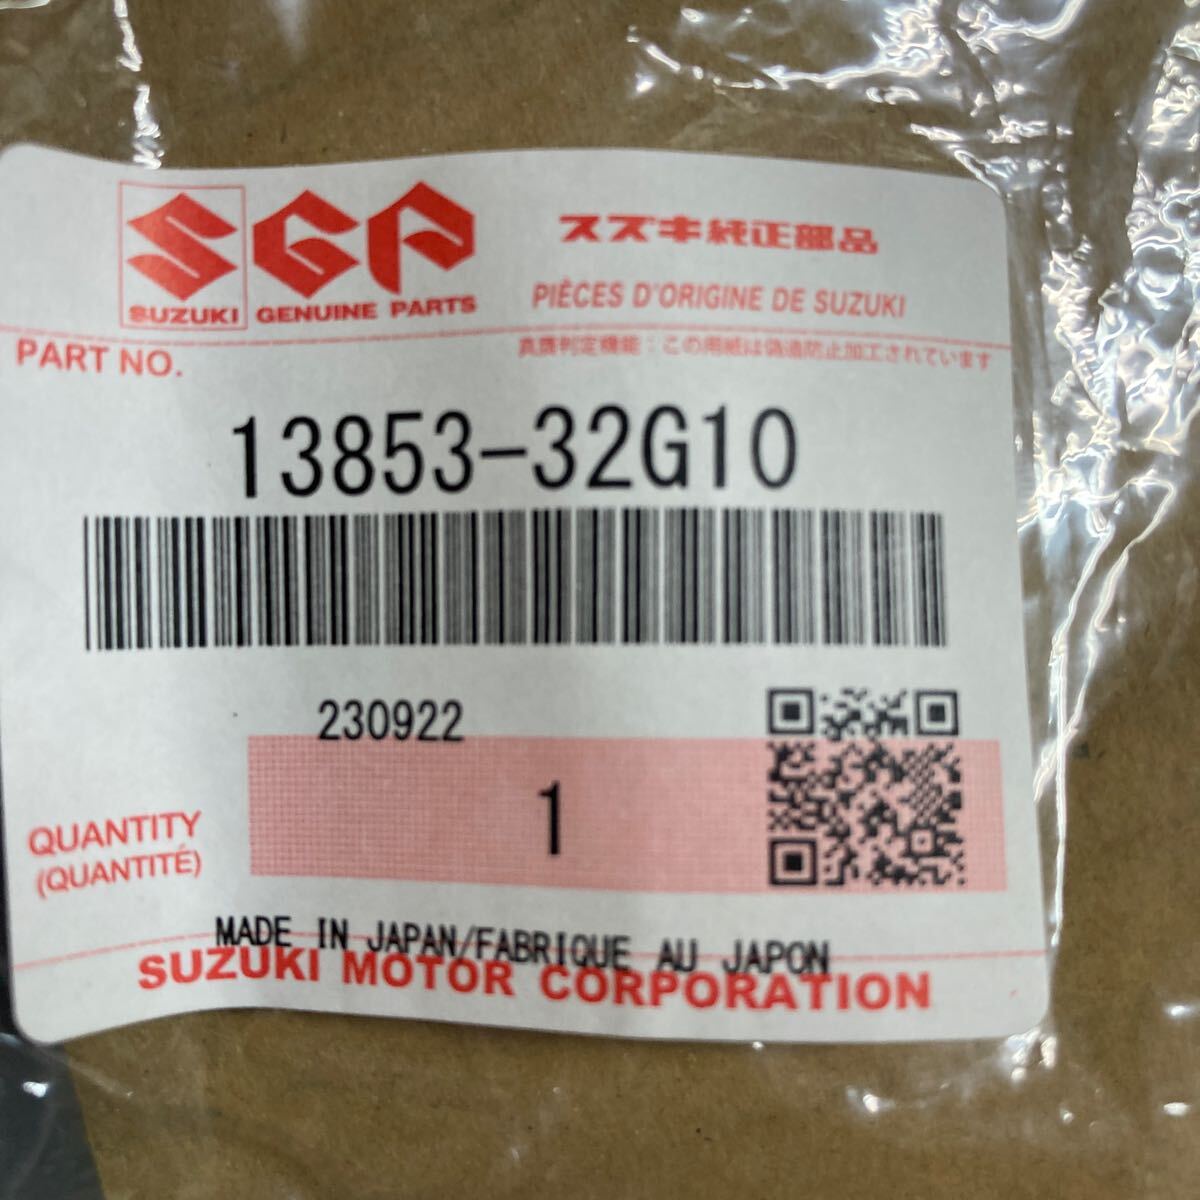 SGP
SUZUKI GENUINE PARTS
スズキ純正部品
PIÈCES D'ORIGINE DE SUZUKI
PART NO.
真贋判定機能：この用紙は偽造防止加工されています
13853-32G10
230922
1
QUANTITY
(QUANTITÉ)
MADE IN JAPAN/FABRIQUE AU JAPON
SUZUKI MOTOR CORPORATION